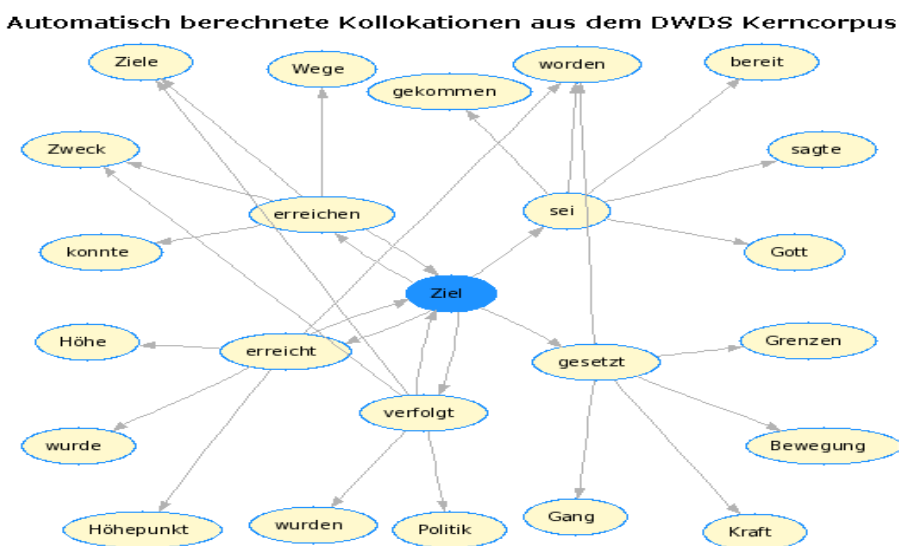 Automatisch berechnete Kollokationen aus dem DWDS Kerncorpus
Ziele
Wege
worden
bereit
gekommen
Zweck
sagte
erreichen
sei
konnte
Gott
Ziel
Höhe
erreicht
gesetzt
Grenzen
verfolgt
wurde
Bewegung
Höhepunkt
wurden
Politik
Gang
Kraft